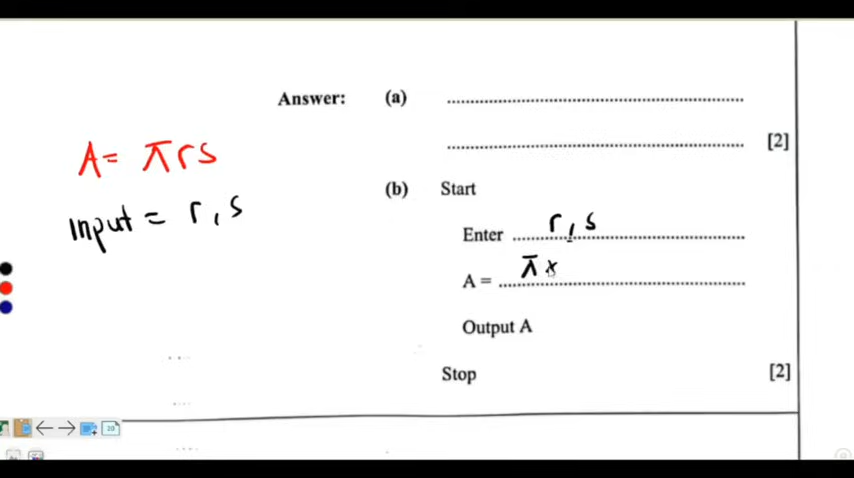 Answer: (a) ................................................
................................................ [2]
A= πrs
(b) Start
Input = r, s
Enter r, s
A = π ×
Output A
Stop [2]